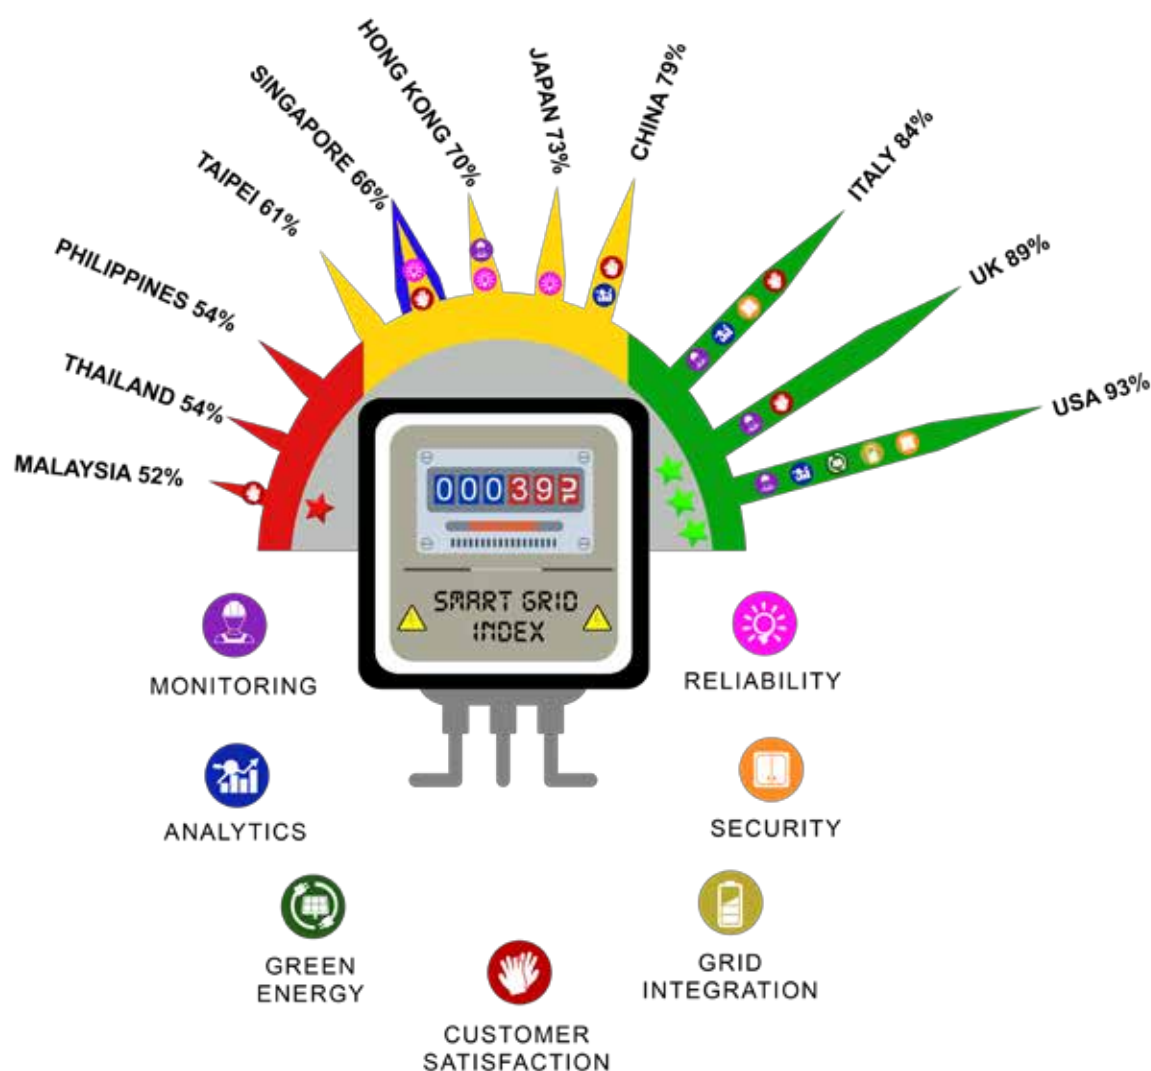 HONG KONG 70%
JAPAN 73%
CHINA 79%
SINGAPORE 66%
ITALY 84%
TAIPEI 61%
UK 89%
PHILIPPINES 54%
THAILAND 54%
USA 93%
MALAYSIA 52%
00039
SMART GRID
INDEX
MONITORING
RELIABILITY
ANALYTICS
SECURITY
GREEN
ENERGY
GRID
INTEGRATION
CUSTOMER
SATISFACTION